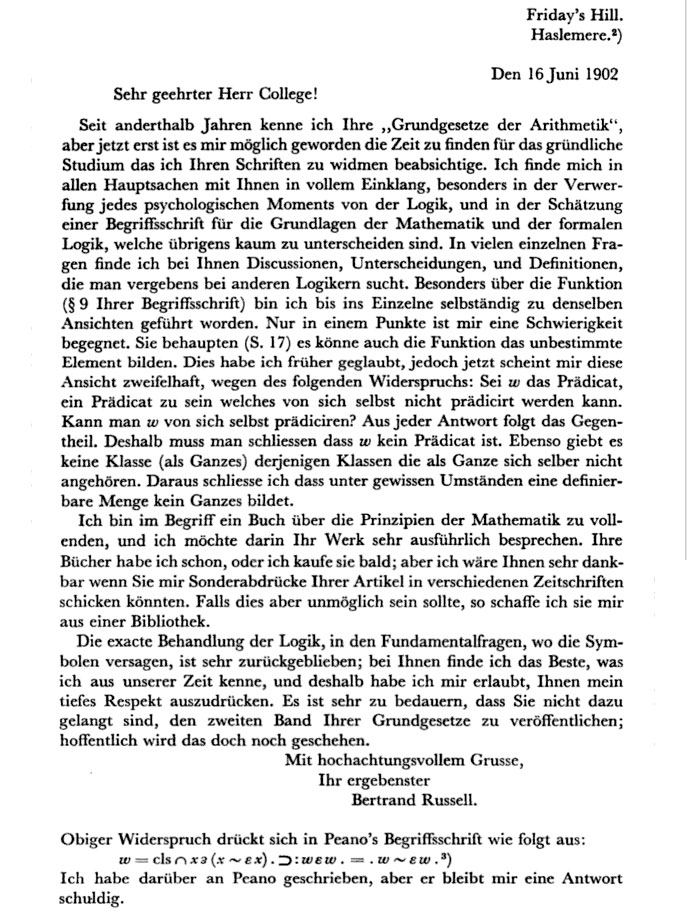 Friday's Hill.
Haslemere.²)
Den 16 Juni 1902
Sehr geehrter Herr College!
Seit anderthalb Jahren kenne ich Ihre „Grundgesetze der Arithmetik“,
aber jetzt erst ist es mir möglich geworden die Zeit zu finden für das gründliche
Studium das ich Ihren Schriften zu widmen beabsichtige. Ich finde mich in
allen Hauptsachen mit Ihnen in vollem Einklang, besonders in der Verwer-
fung jedes psychologischen Moments von der Logik, und in der Schätzung
einer Begriffsschrift für die Grundlagen der Mathematik und der formalen
Logik, welche übrigens kaum zu unterscheiden sind. In vielen einzelnen Fra-
gen finde ich bei Ihnen Discussionen, Unterscheidungen, und Definitionen,
die man vergebens bei anderen Logikern sucht. Besonders über die Funktion
(§ 9 Ihrer Begriffsschrift) bin ich bis ins Einzelne selbständig zu denselben
Ansichten geführt worden. Nur in einem Punkte ist mir eine Schwierigkeit
begegnet. Sie behaupten (S. 17) es könne auch die Funktion das unbestimmte
Element bilden. Dies habe ich früher geglaubt, jedoch jetzt scheint mir diese
Ansicht zweifelhaft, wegen des folgenden Widerspruchs: Sei w das Prädicat,
ein Prädicat zu sein welches von sich selbst nicht prädicirt werden kann.
Kann man w von sich selbst prädiciren? Aus jeder Antwort folgt das Gegen-
theil. Deshalb muss man schliessen dass w kein Prädicat ist. Ebenso giebt es
keine Klasse (als Ganzes) derjenigen Klassen die als Ganze sich selber nicht
angehören. Daraus schliesse ich dass unter gewissen Umständen eine definier-
bare Menge kein Ganzes bildet.
Ich bin im Begriff ein Buch über die Prinzipien der Mathematik zu voll-
enden, und ich möchte darin Ihr Werk sehr ausführlich besprechen. Ihre
Bücher habe ich schon, oder ich kaufe sie bald; aber ich wäre Ihnen sehr dank-
bar wenn Sie mir Sonderabdrücke Ihrer Artikel in verschiedenen Zeitschriften
schicken könnten. Falls dies aber unmöglich sein sollte, so schaffe ich sie mir
aus einer Bibliothek.
Die exacte Behandlung der Logik, in den Fundamentalfragen, wo die Sym-
bolen versagen, ist sehr zurückgeblieben; bei Ihnen finde ich das Beste, was
ich aus unserer Zeit kenne, und deshalb habe ich mir erlaubt, Ihnen mein
tiefes Respekt auszudrücken. Es ist sehr zu bedauern, dass Sie nicht dazu
gelangt sind, den zweiten Band Ihrer Grundgesetze zu veröffentlichen;
hoffentlich wird das doch noch geschehen.
Mit hochachtungsvollem Grusse,
Ihr ergebenster
Bertrand Russell.
Obiger Widerspruch drückt sich in Peano's Begriffsschrift wie folgt aus:
w = cls ∩ x ɜ (x ~ ε x) . ⊃ : w ε w . = . w ~ ε w . ³)
Ich habe darüber an Peano geschrieben, aber er bleibt mir eine Antwort
schuldig.